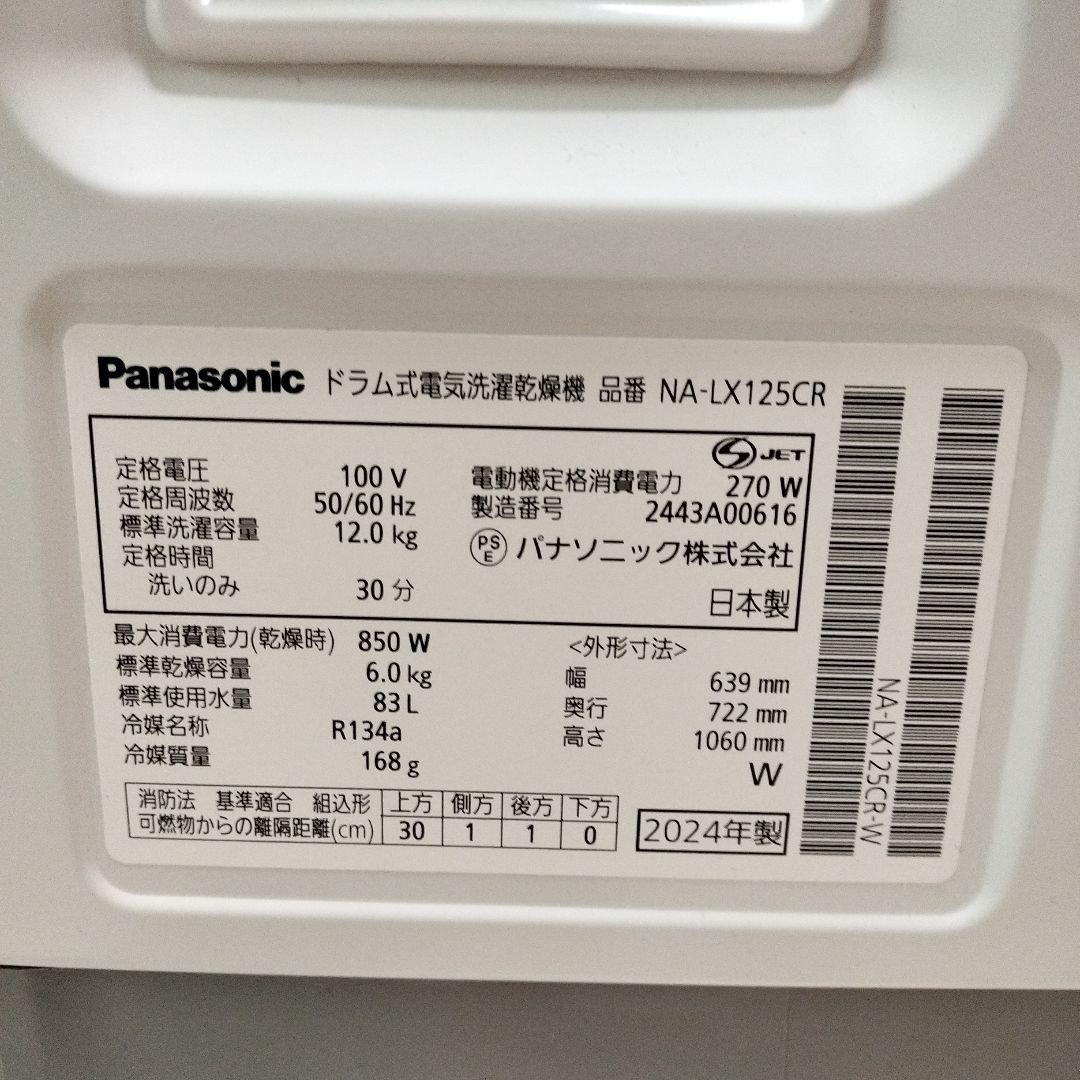 Panasonic ドラム式電気洗濯乾燥機 品番 NA-LX125CR
S JET
定格電圧 100 V
定格周波数 50/60 Hz
標準洗濯容量 12.0 kg
定格時間
洗いのみ 30 分
電動機定格消費電力 270 W
製造番号 2443A00616
PSE パナソニック株式会社
日本製
最大消費電力(乾燥時) 850 W
標準乾燥容量 6.0 kg
標準使用水量 83 L
冷媒名称 R134a
冷媒質量 168 g
<外形寸法>
幅 639 mm
奥行 722 mm
高さ 1060 mm
W
消防法 基準適合 組込形 上方 側方 後方 下方
可燃物からの離隔距離(cm) 30 1 1 0
2024年製
NA-LX125CR-W